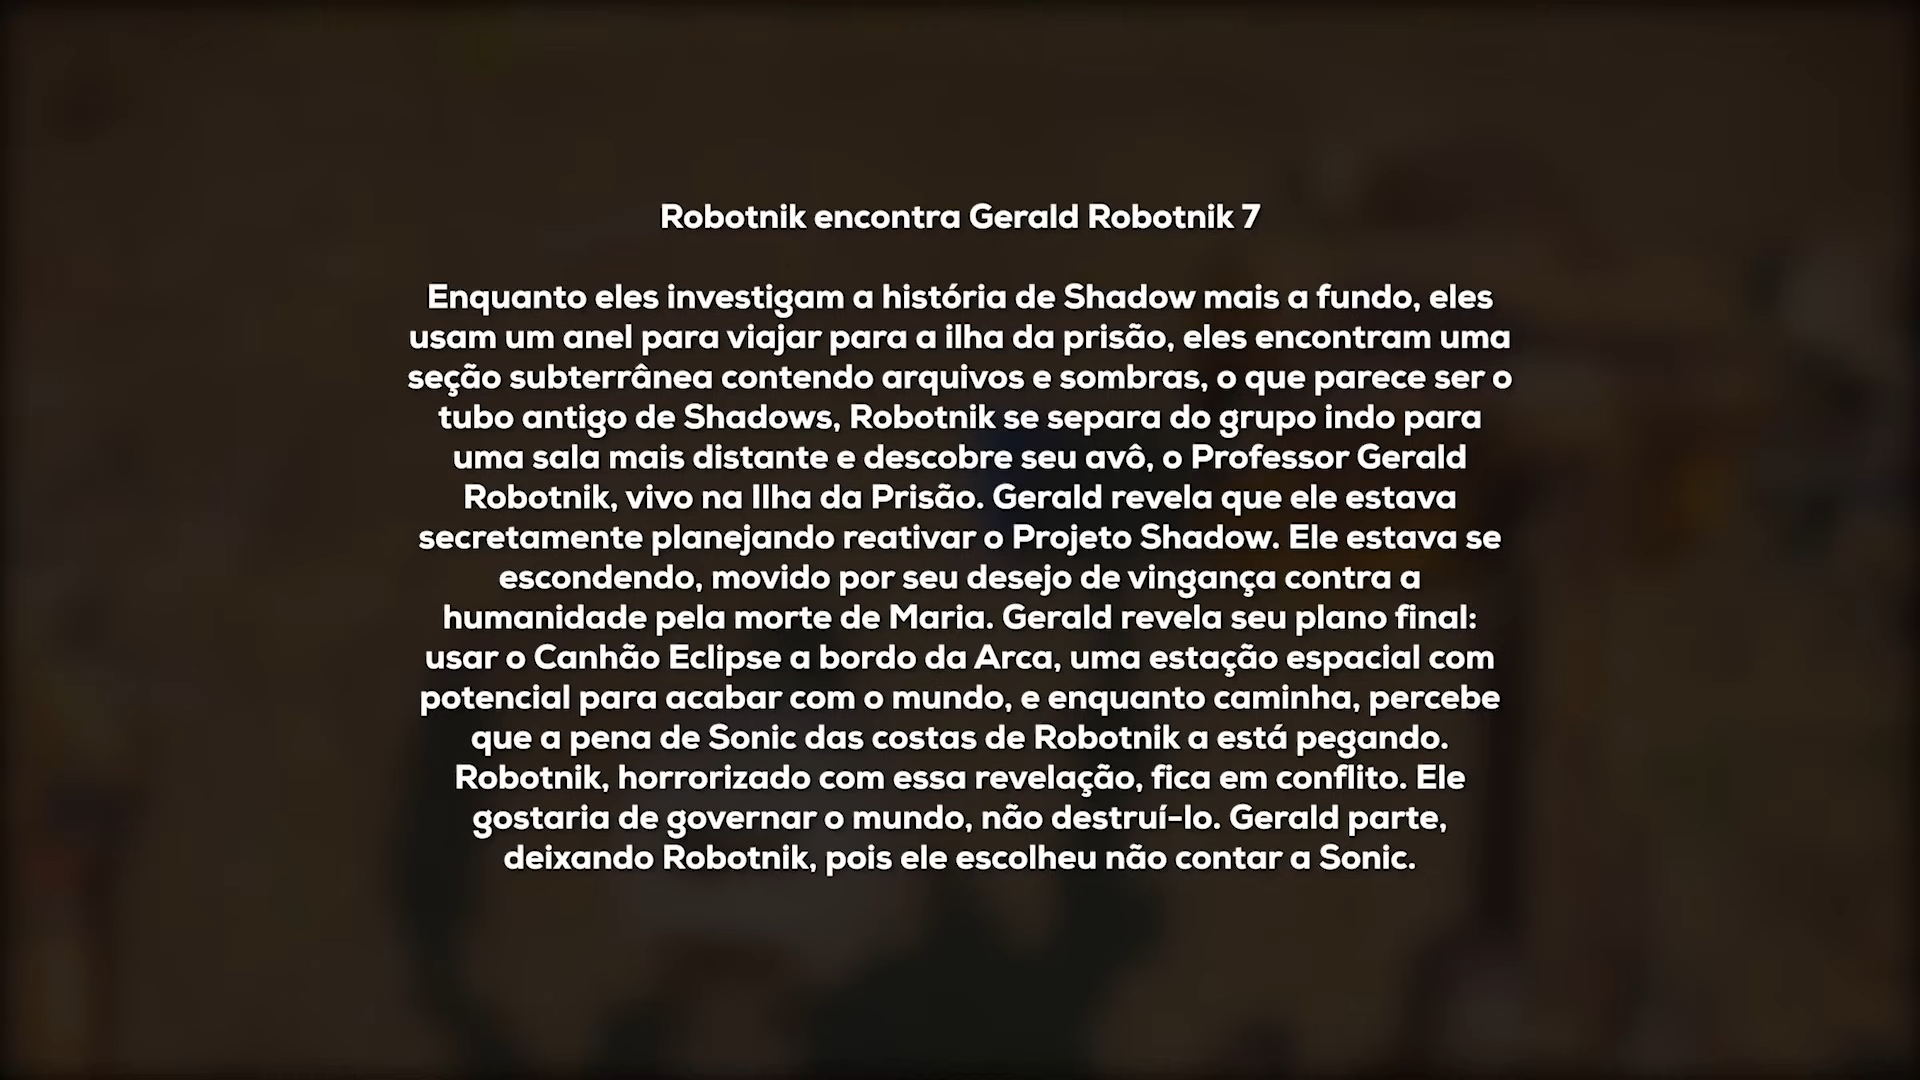 Robotnik encontra Gerald Robotnik 7
Enquanto eles investigam a história de Shadow mais a fundo, eles
usam um anel para viajar para a ilha da prisão, eles encontram uma
seção subterrânea contendo arquivos e sombras, o que parece ser o
tubo antigo de Shadows, Robotnik se separa do grupo indo para
uma sala mais distante e descobre seu avô, o Professor Gerald
Robotnik, vivo na Ilha da Prisão. Gerald revela que ele estava
secretamente planejando reativar o Projeto Shadow. Ele estava se
escondendo, movido por seu desejo de vingança contra a
humanidade pela morte de Maria. Gerald revela seu plano final:
usar o Canhão Eclipse a bordo da Arca, uma estação espacial com
potencial para acabar com o mundo, e enquanto caminha, percebe
que a pena de Sonic das costas de Robotnik a está pegando.
Robotnik, horrorizado com essa revelação, fica em conflito. Ele
gostaria de governar o mundo, não destruí-lo. Gerald parte,
deixando Robotnik, pois ele escolheu não contar a Sonic.